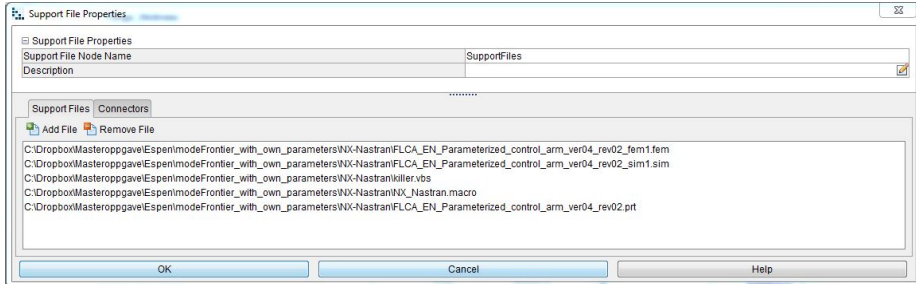 Support File Properties
Support File Properties
Support File Node Name SupportFiles
Description
Support Files Connectors
Add File Remove File
C:\Dropbox\Masteroppgave\Espen\modeFrontier_with_own_parameters\NX-Nastran\FLCA_EN_Parameterized_control_arm_ver04_rev02_fem1.fem
C:\Dropbox\Masteroppgave\Espen\modeFrontier_with_own_parameters\NX-Nastran\FLCA_EN_Parameterized_control_arm_ver04_rev02_sim1.sim
C:\Dropbox\Masteroppgave\Espen\modeFrontier_with_own_parameters\NX-Nastran\killer.vbs
C:\Dropbox\Masteroppgave\Espen\modeFrontier_with_own_parameters\NX-Nastran\NX_Nastran.macro
C:\Dropbox\Masteroppgave\Espen\modeFrontier_with_own_parameters\NX-Nastran\FLCA_EN_Parameterized_control_arm_ver04_rev02.prt
OK Cancel Help